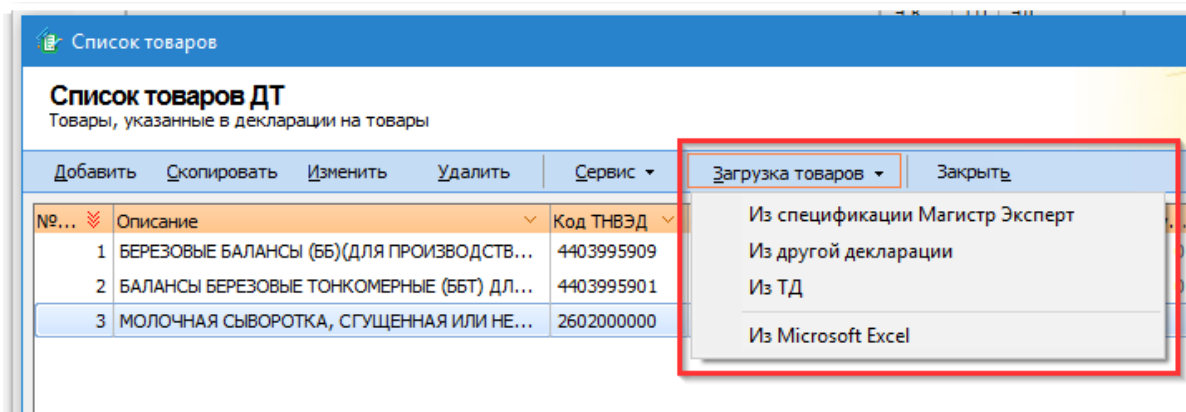 Список товаров
Список товаров ДТ
Товары, указанные в декларации на товары
Добавить Скопировать Изменить Удалить Сервис Загрузка товаров Закрыть
№... Описание Код ТНВЭД
1 БЕРЕЗОВЫЕ БАЛАНСЫ (ББ)(ДЛЯ ПРОИЗВОДСТВ... 4403995909
2 БАЛАНСЫ БЕРЕЗОВЫЕ ТОНКОМЕРНЫЕ (ББТ) ДЛ... 4403995901
3 МОЛОЧНАЯ СЫВОРОТКА, СГУЩЕННАЯ ИЛИ НЕ... 2602000000
Из спецификации Магистр Эксперт
Из другой декларации
Из ТД
Из Microsoft Excel